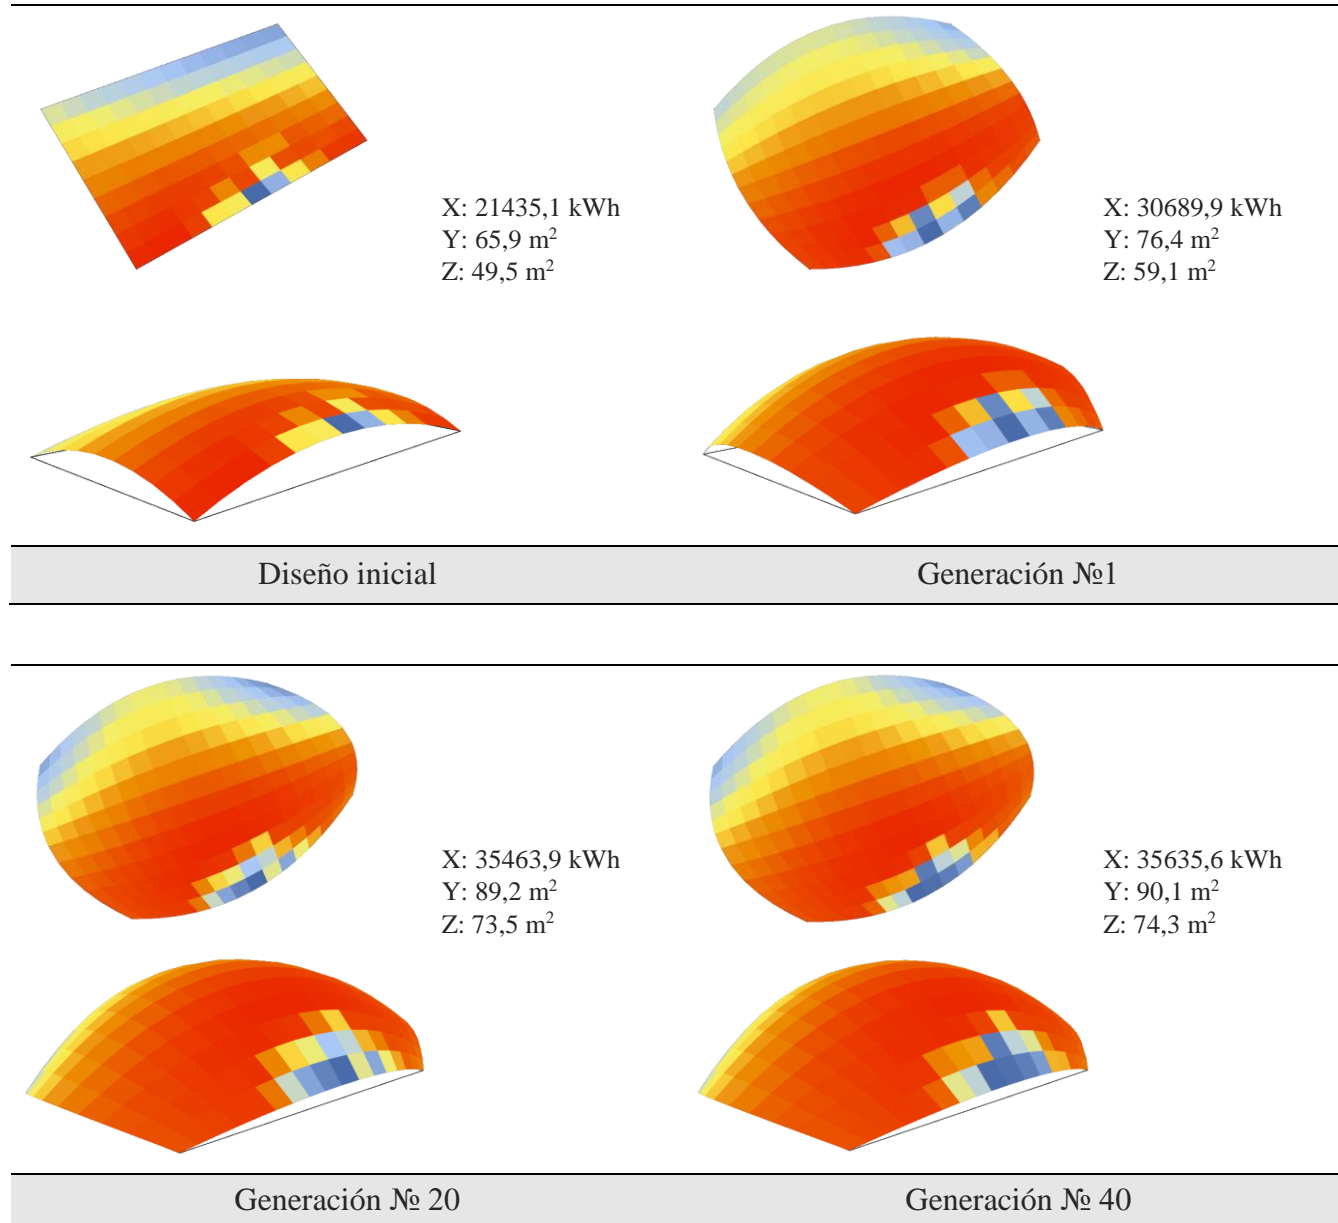 X: 21435,1 kWh
Y: 65,9 m²
Z: 49,5 m²
X: 30689,9 kWh
Y: 76,4 m²
Z: 59,1 m²
Diseño inicial
Generación №1
X: 35463,9 kWh
Y: 89,2 m²
Z: 73,5 m²
X: 35635,6 kWh
Y: 90,1 m²
Z: 74,3 m²
Generación № 20
Generación № 40